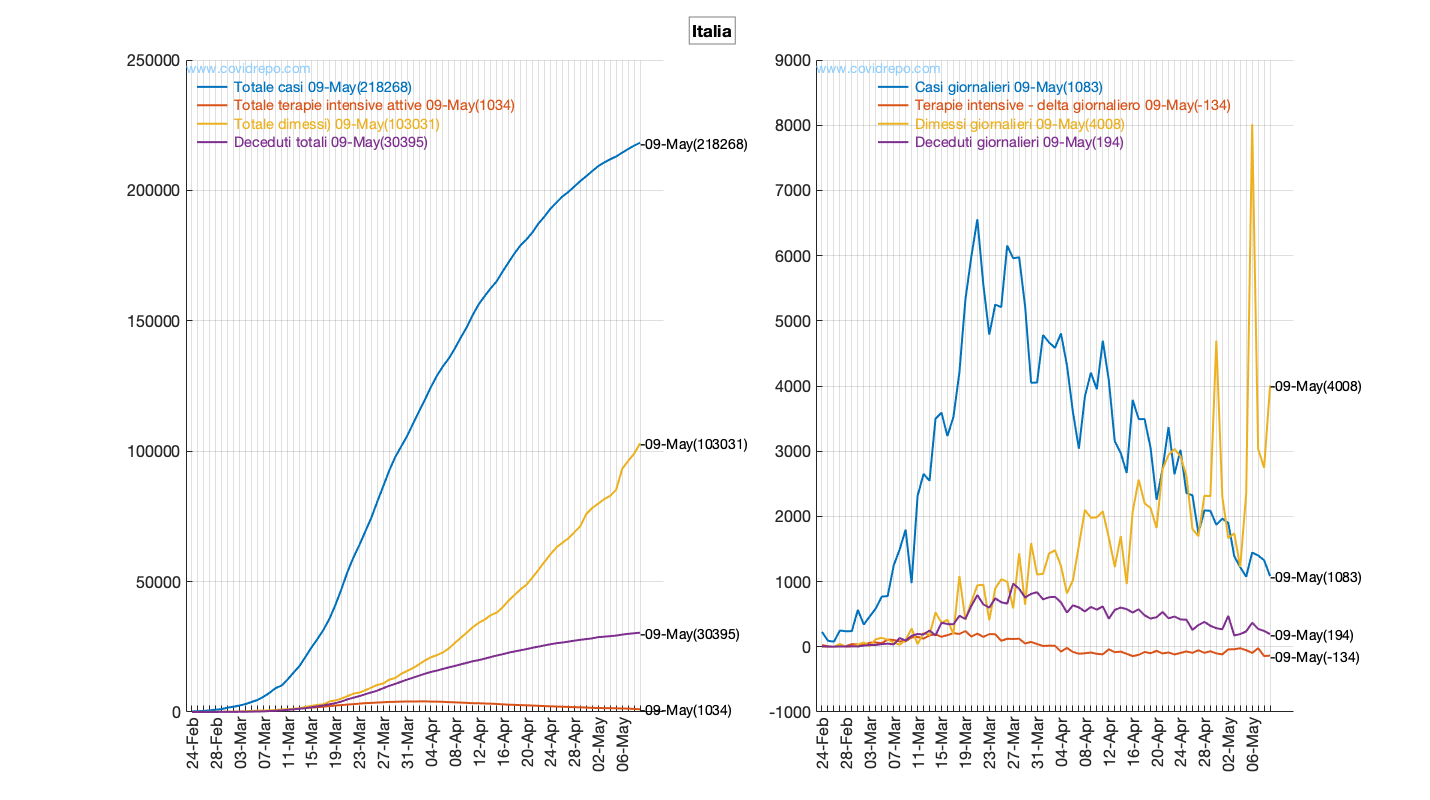 Italia
250000
200000
150000
100000
50000
0
www.covidrepo.com
Totale casi 09-May(218268)
Totale terapie intensive attive 09-May(1034)
Totale dimessi) 09-May(103031)
Deceduti totali 09-May(30395)
-09-May(218268)
-09-May(103031)
-09-May(30395)
-09-May(1034)
24-Feb
28-Feb
03-Mar
07-Mar
11-Mar
15-Mar
19-Mar
23-Mar
27-Mar
31-Mar
04-Apr
08-Apr
12-Apr
16-Apr
20-Apr
24-Apr
28-Apr
02-May
06-May
9000
8000
7000
6000
5000
4000
3000
2000
1000
0
-1000
www.covidrepo.com
Casi giornalieri 09-May(1083)
Terapie intensive - delta giornaliero 09-May(-134)
Dimessi giornalieri 09-May(4008)
Deceduti giornalieri 09-May(194)
-09-May(4008)
-09-May(1083)
-09-May(194)
-09-May(-134)
24-Feb
28-Feb
03-Mar
07-Mar
11-Mar
15-Mar
19-Mar
23-Mar
27-Mar
31-Mar
04-Apr
08-Apr
12-Apr
16-Apr
20-Apr
24-Apr
28-Apr
02-May
06-May